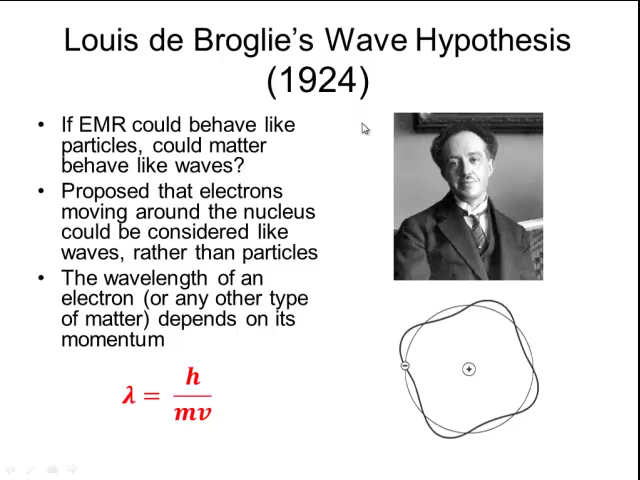 Louis de Broglie's Wave Hypothesis
(1924)
• If EMR could behave like
particles, could matter
behave like waves?
• Proposed that electrons
moving around the nucleus
could be considered like
waves, rather than particles
• The wavelength of an
electron (or any other type
of matter) depends on its
momentum
λ = h / mv
−
+